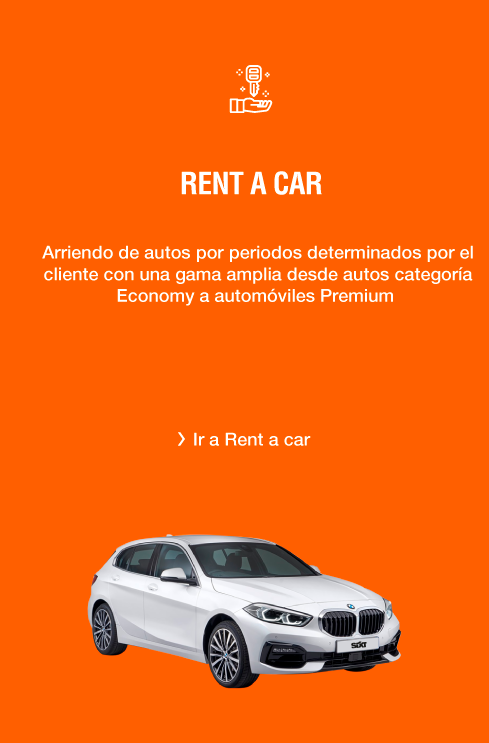 RENT A CAR
Arriendo de autos por periodos determinados por el
cliente con una gama amplia desde autos categoría
Economy a automóviles Premium
Ir a Rent a car
SIXT